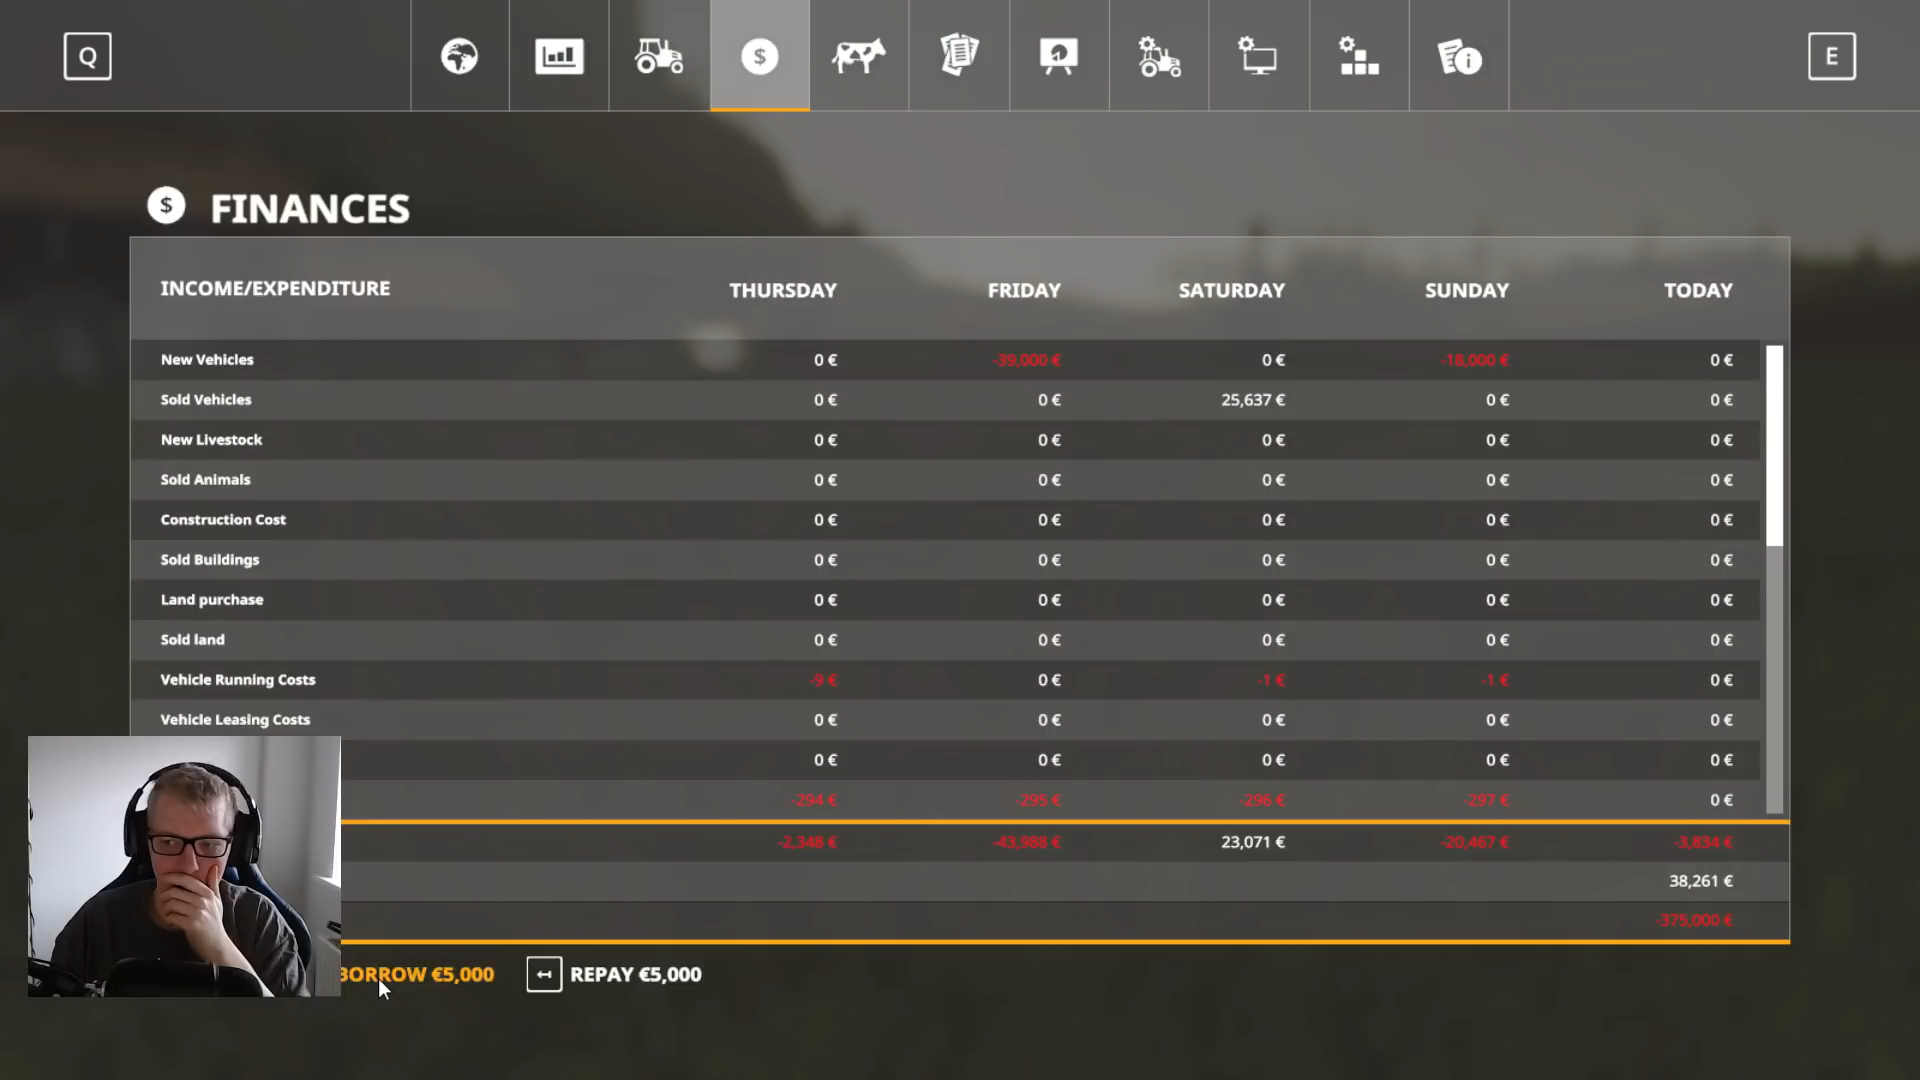 Q
E
$ FINANCES
INCOME/EXPENDITURE THURSDAY FRIDAY SATURDAY SUNDAY TODAY
New Vehicles 0 € -39,000 € 0 € -18,000 € 0 €
Sold Vehicles 0 € 0 € 25,637 € 0 € 0 €
New Livestock 0 € 0 € 0 € 0 € 0 €
Sold Animals 0 € 0 € 0 € 0 € 0 €
Construction Cost 0 € 0 € 0 € 0 € 0 €
Sold Buildings 0 € 0 € 0 € 0 € 0 €
Land purchase 0 € 0 € 0 € 0 € 0 €
Sold land 0 € 0 € 0 € 0 € 0 €
Vehicle Running Costs -9 € 0 € -1 € -1 € 0 €
Vehicle Leasing Costs 0 € 0 € 0 € 0 € 0 €
0 € 0 € 0 € 0 € 0 €
-294 € -295 € -296 € -297 € 0 €
-2,348 € -43,988 € 23,071 € -20,467 € -3,834 €
38,261 €
-375,000 €
BORROW €5,000 REPAY €5,000